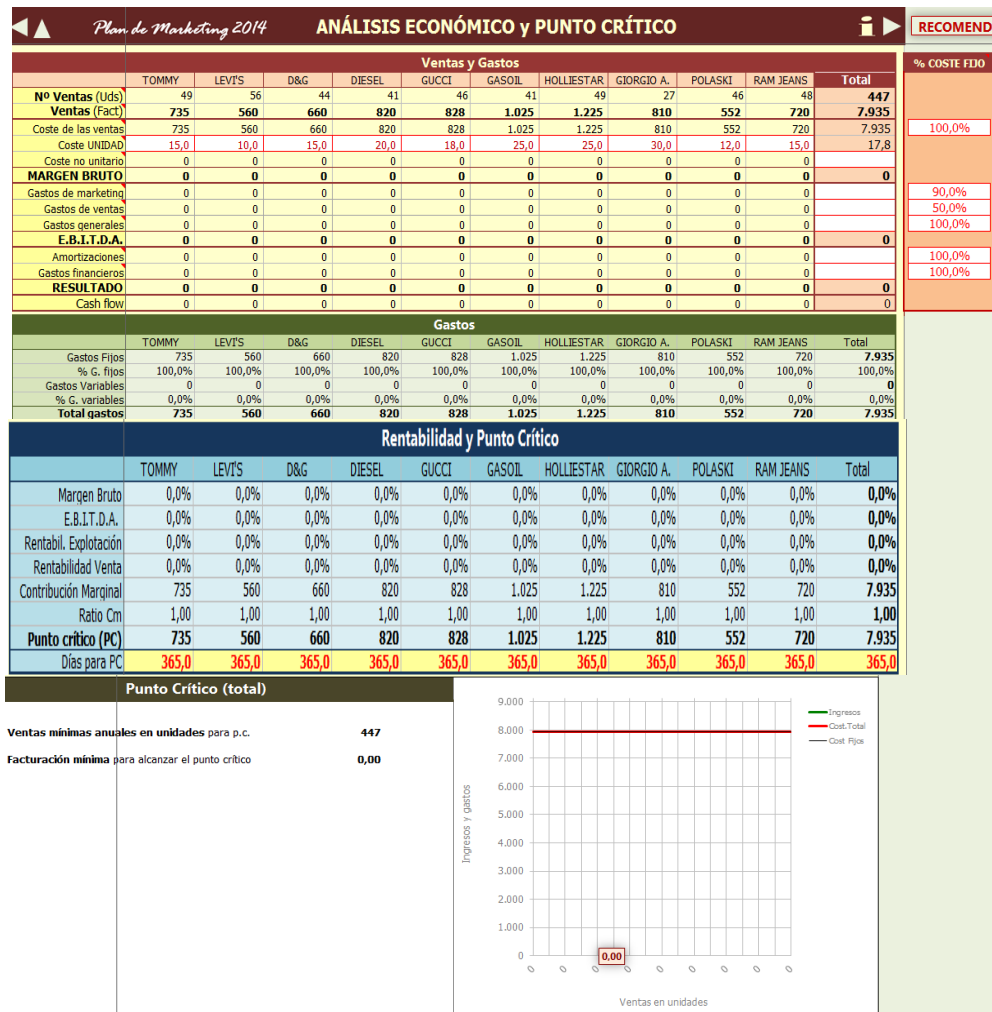 Plan de Marketing 2014 ANÁLISIS ECONÓMICO y PUNTO CRÍTICO i RECOMEND
Ventas y Gastos % COSTE FIJO
TOMMY LEVI'S D&G DIESEL GUCCI GASOIL HOLLIESTAR GIORGIO A. POLASKI RAM JEANS Total
Nº Ventas (Uds) 49 56 44 41 46 41 49 27 46 48 447
Ventas (Fact) 735 560 660 820 828 1.025 1.225 810 552 720 7.935
Coste de las ventas 735 560 660 820 828 1.025 1.225 810 552 720 7.935 100,0%
Coste UNIDAD 15,0 10,0 15,0 20,0 18,0 25,0 25,0 30,0 12,0 15,0 17,8
Coste no unitario 0 0 0 0 0 0 0 0 0 0
MARGEN BRUTO 0 0 0 0 0 0 0 0 0 0 0
Gastos de marketing 0 0 0 0 0 0 0 0 0 0 90,0%
Gastos de ventas 0 0 0 0 0 0 0 0 0 0 50,0%
Gastos generales 0 0 0 0 0 0 0 0 0 0 100,0%
E.B.I.T.D.A. 0 0 0 0 0 0 0 0 0 0 0
Amortizaciones 0 0 0 0 0 0 0 0 0 0 100,0%
Gastos financieros 0 0 0 0 0 0 0 0 0 0 100,0%
RESULTADO 0 0 0 0 0 0 0 0 0 0 0
Cash flow 0 0 0 0 0 0 0 0 0 0 0
Gastos
TOMMY LEVI'S D&G DIESEL GUCCI GASOIL HOLLIESTAR GIORGIO A. POLASKI RAM JEANS Total
Gastos Fijos 735 560 660 820 828 1.025 1.225 810 552 720 7.935
% G. fijos 100,0% 100,0% 100,0% 100,0% 100,0% 100,0% 100,0% 100,0% 100,0% 100,0% 100,0%
Gastos Variables 0 0 0 0 0 0 0 0 0 0 0
% G. variables 0,0% 0,0% 0,0% 0,0% 0,0% 0,0% 0,0% 0,0% 0,0% 0,0% 0,0%
Total gastos 735 560 660 820 828 1.025 1.225 810 552 720 7.935
Rentabilidad y Punto Crítico
TOMMY LEVI'S D&G DIESEL GUCCI GASOIL HOLLIESTAR GIORGIO A. POLASKI RAM JEANS Total
Margen Bruto 0,0% 0,0% 0,0% 0,0% 0,0% 0,0% 0,0% 0,0% 0,0% 0,0% 0,0%
E.B.I.T.D.A. 0,0% 0,0% 0,0% 0,0% 0,0% 0,0% 0,0% 0,0% 0,0% 0,0% 0,0%
Rentabil. Explotación 0,0% 0,0% 0,0% 0,0% 0,0% 0,0% 0,0% 0,0% 0,0% 0,0% 0,0%
Rentabilidad Venta 0,0% 0,0% 0,0% 0,0% 0,0% 0,0% 0,0% 0,0% 0,0% 0,0% 0,0%
Contribución Marginal 735 560 660 820 828 1.025 1.225 810 552 720 7.935
Ratio Cm 1,00 1,00 1,00 1,00 1,00 1,00 1,00 1,00 1,00 1,00 1,00
Punto crítico (PC) 735 560 660 820 828 1.025 1.225 810 552 720 7.935
Días para PC 365,0 365,0 365,0 365,0 365,0 365,0 365,0 365,0 365,0 365,0 365,0
Punto Crítico (total)
Ventas mínimas anuales en unidades para p.c. 447
Facturación mínima para alcanzar el punto crítico 0,00
9.000
8.000
7.000
6.000
5.000
4.000
3.000
2.000
1.000
0
Ingresos y gastos
0,00
0 0 0 0 0 0 0 0 0
Ventas en unidades
Ingresos
Cost.Total
Cost Fijos